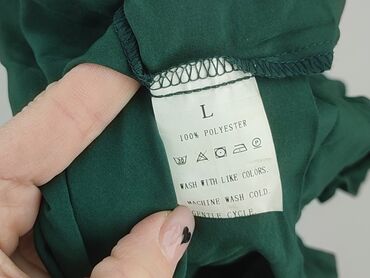 L
100% POLYESTER
WASH WITH LIKE COLORS.
MACHINE WASH COLD.
GENTLE CYCLE.